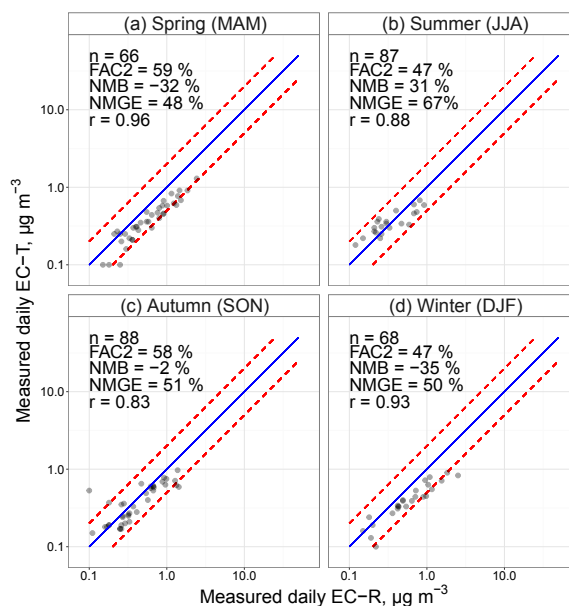 (a) Spring (MAM)
n = 66
FAC2 = 59 %
NMB = −32 %
NMGE = 48 %
r = 0.96
(b) Summer (JJA)
n = 87
FAC2 = 47 %
NMB = 31 %
NMGE = 67%
r = 0.88
10.0
1.0
0.1
(c) Autumn (SON)
n = 88
FAC2 = 58 %
NMB = −2 %
NMGE = 51 %
r = 0.83
(d) Winter (DJF)
n = 68
FAC2 = 47 %
NMB = −35 %
NMGE = 50 %
r = 0.93
10.0
1.0
0.1
0.1 1.0 10.0 0.1 1.0 10.0
Measured daily EC−R, µg m−3
Measured daily EC−T, µg m−3